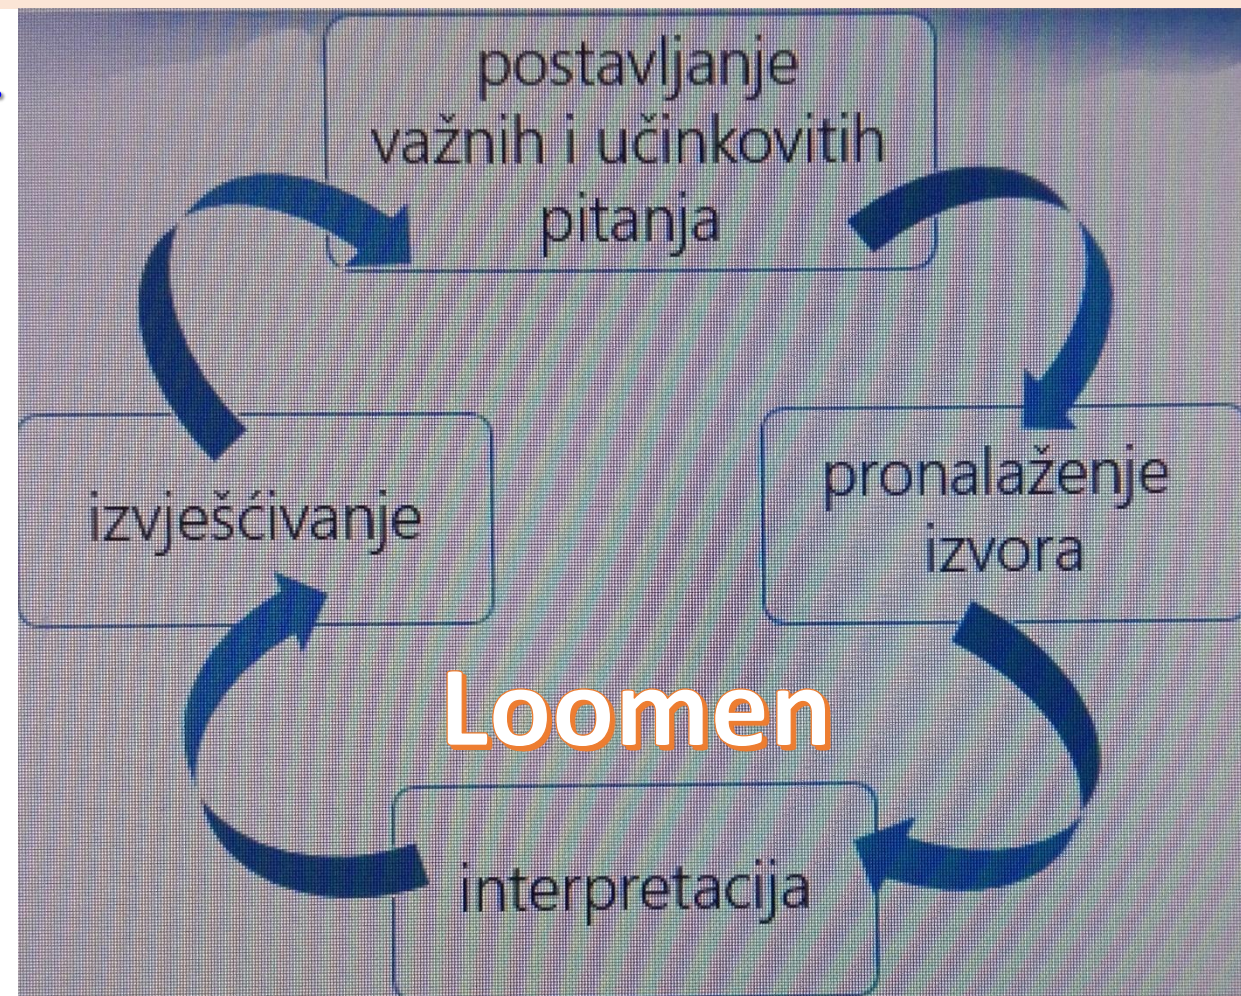 postavljanje
važnih i učinkovitih
pitanja
pronalaženje
izvora
interpretacija
izvješćivanje
Loomen